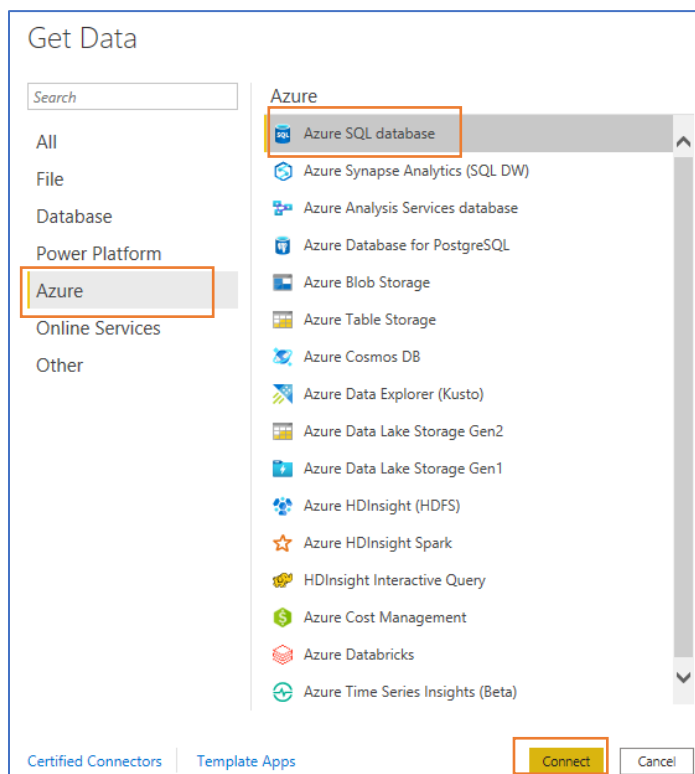 Get Data
Search
All
File
Database
Power Platform
Azure
Online Services
Other
Azure
SQL
Azure SQL database
Azure Synapse Analytics (SQL DW)
Azure Analysis Services database
Azure Database for PostgreSQL
Azure Blob Storage
Azure Table Storage
Azure Cosmos DB
Azure Data Explorer (Kusto)
Azure Data Lake Storage Gen2
Azure Data Lake Storage Gen1
Azure HDInsight (HDFS)
Azure HDInsight Spark
HDInsight Interactive Query
$
Azure Cost Management
Azure Databricks
Azure Time Series Insights (Beta)
Certified Connectors
Template Apps
Connect
Cancel